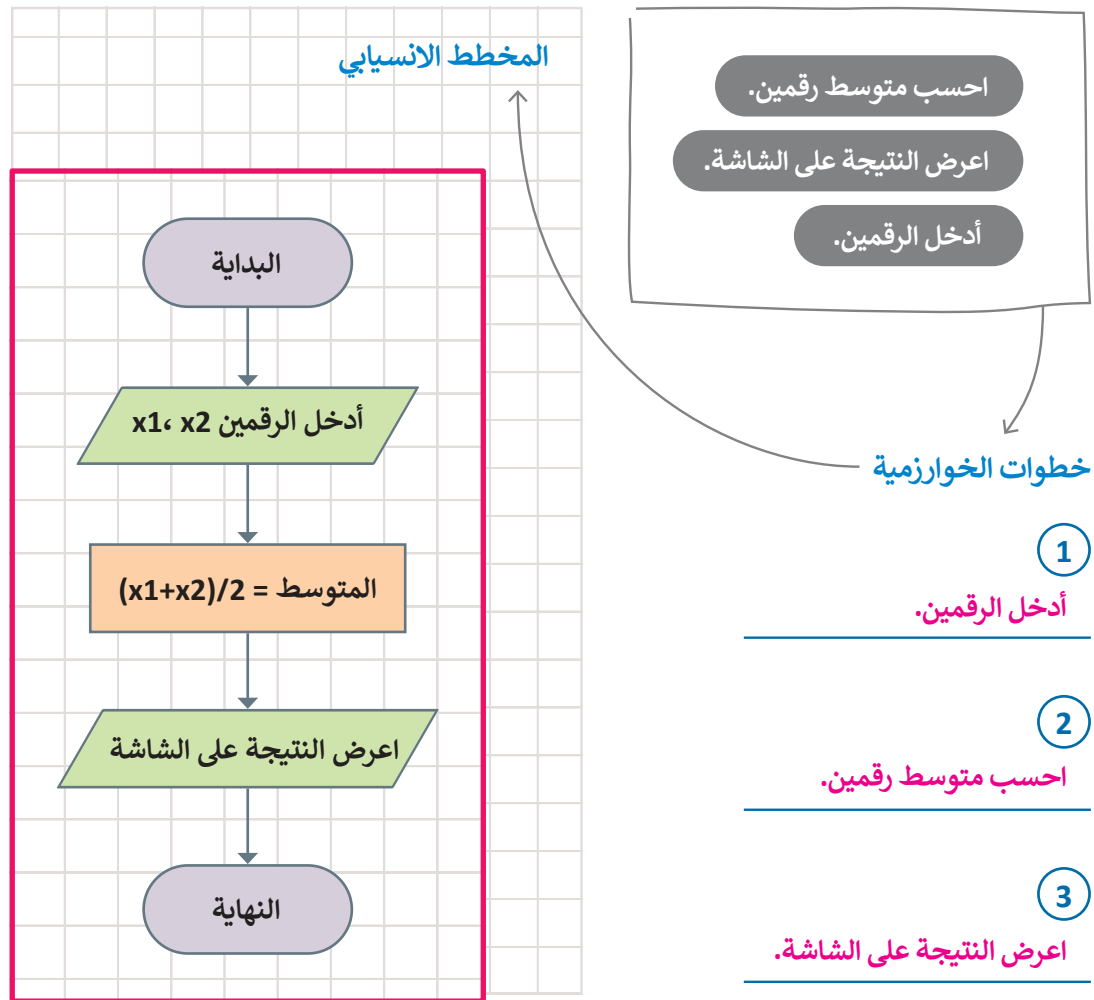 احسب متوسط رقمين.
اعرض النتيجة على الشاشة.
أدخل الرقمين.
خطوات الخوارزمية
1
أدخل الرقمين.
2
احسب متوسط رقمين.
3
اعرض النتيجة على الشاشة.
المخطط الانسيابي
البداية
أدخل الرقمين x1، x2
المتوسط = (x1+x2)/2
اعرض النتيجة على الشاشة
النهاية